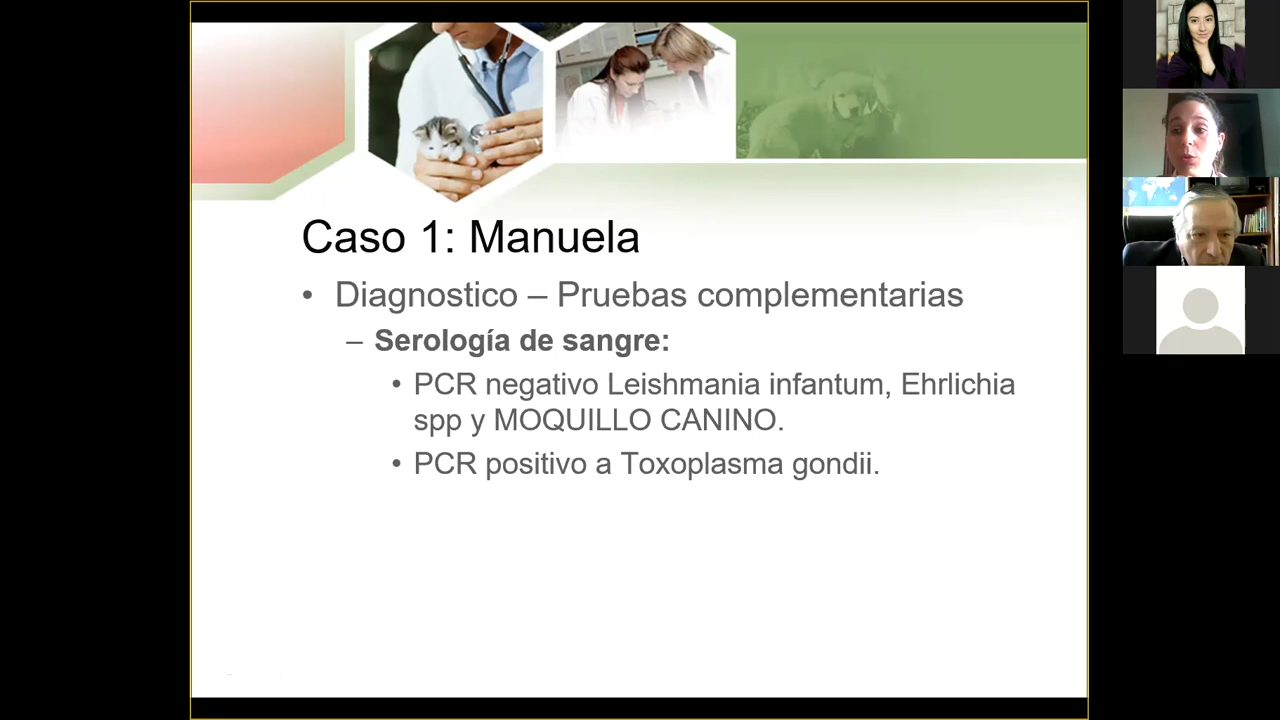 Caso 1: Manuela
• Diagnostico – Pruebas complementarias
– Serología de sangre:
• PCR negativo Leishmania infantum, Ehrlichia
spp y MOQUILLO CANINO.
• PCR positivo a Toxoplasma gondii.